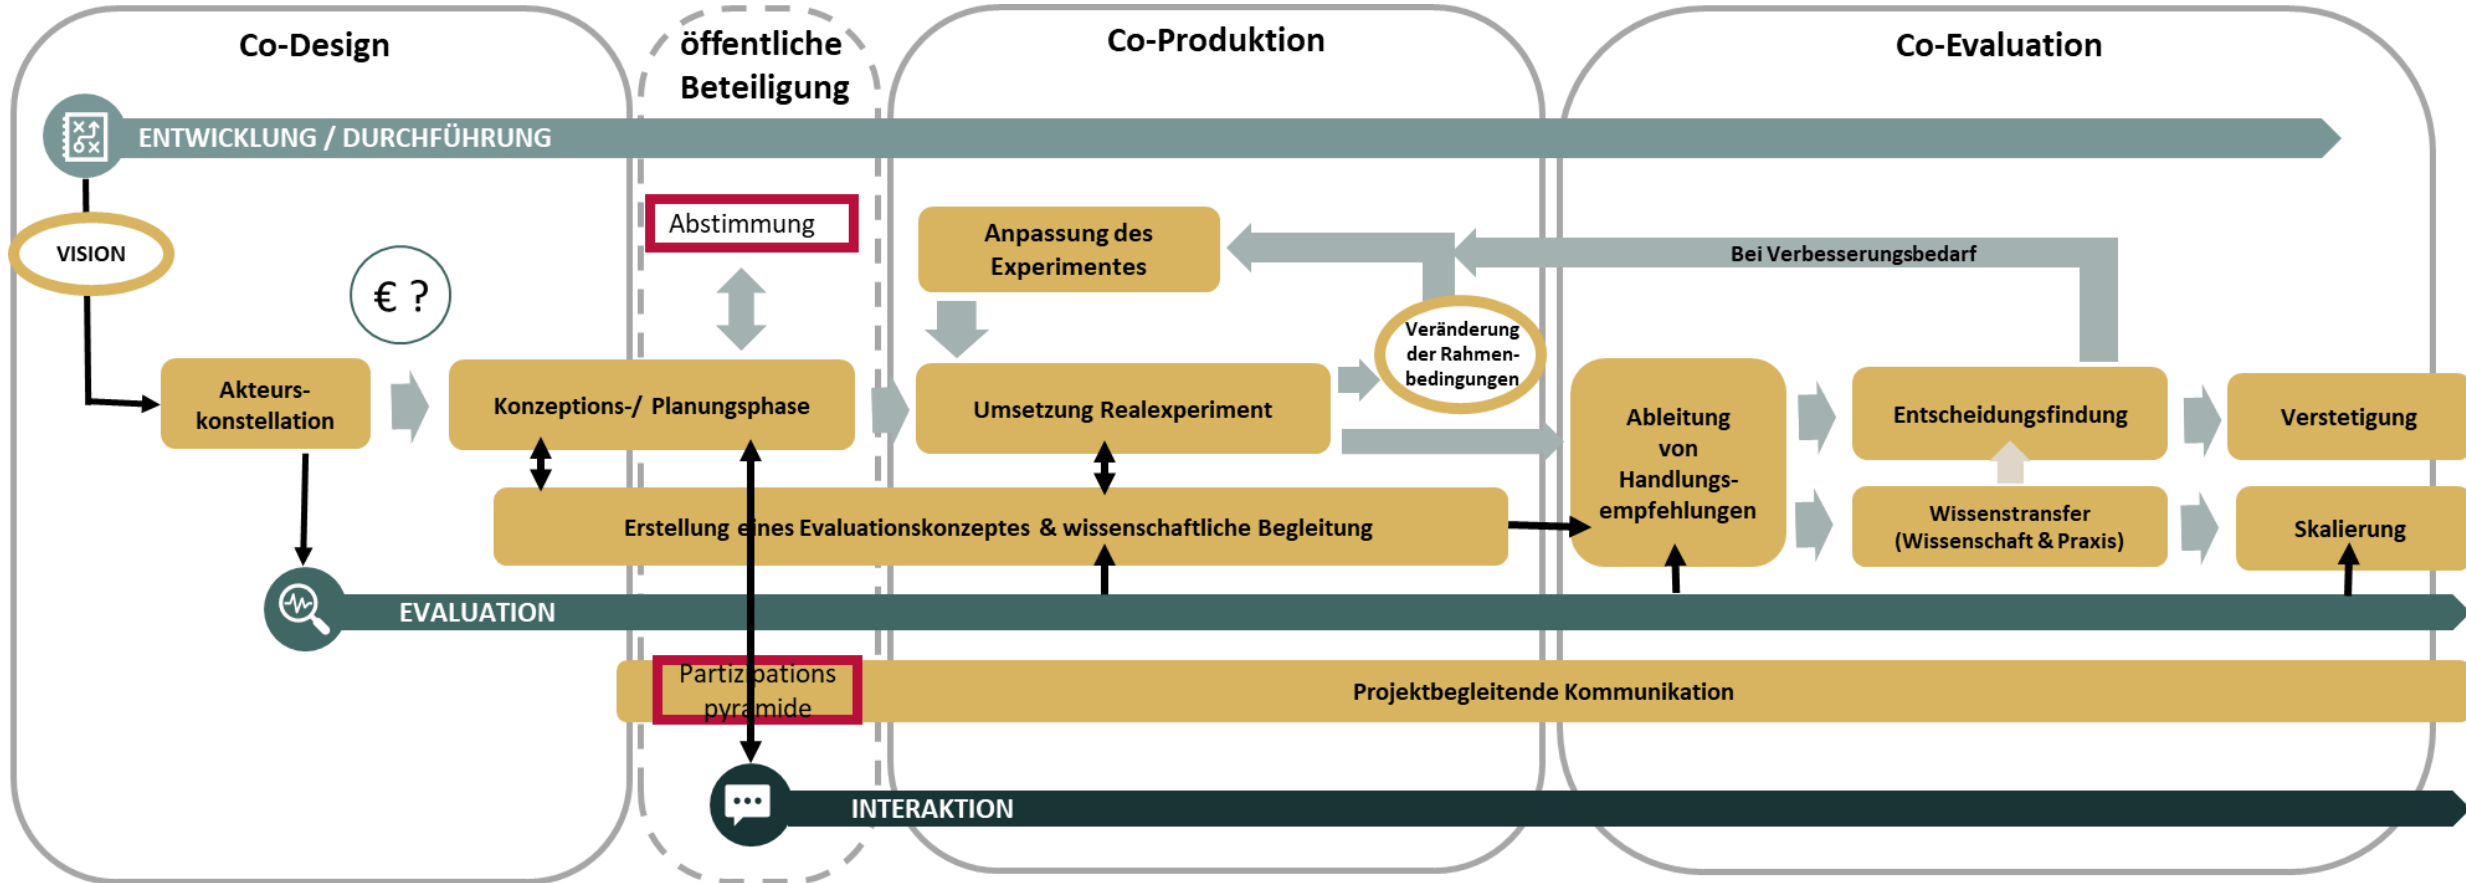 Co-Design
öffentliche
Beteiligung
Co-Produktion
Co-Evaluation
ENTWICKLUNG / DURCHFÜHRUNG
VISION
€ ?
Abstimmung
Anpassung des
Experimentes
Bei Verbesserungsbedarf
Veränderung
der Rahmen-
bedingungen
Akteurs-
konstellation
Konzeptions-/ Planungsphase
Umsetzung Realexperiment
Ableitung
von
Handlungs-
empfehlungen
Entscheidungsfindung
Verstetigung
Erstellung eines Evaluationskonzeptes & wissenschaftliche Begleitung
Wissenstransfer
(Wissenschaft & Praxis)
Skalierung
EVALUATION
Partizipations
pyramide
Projektbegleitende Kommunikation
INTERAKTION